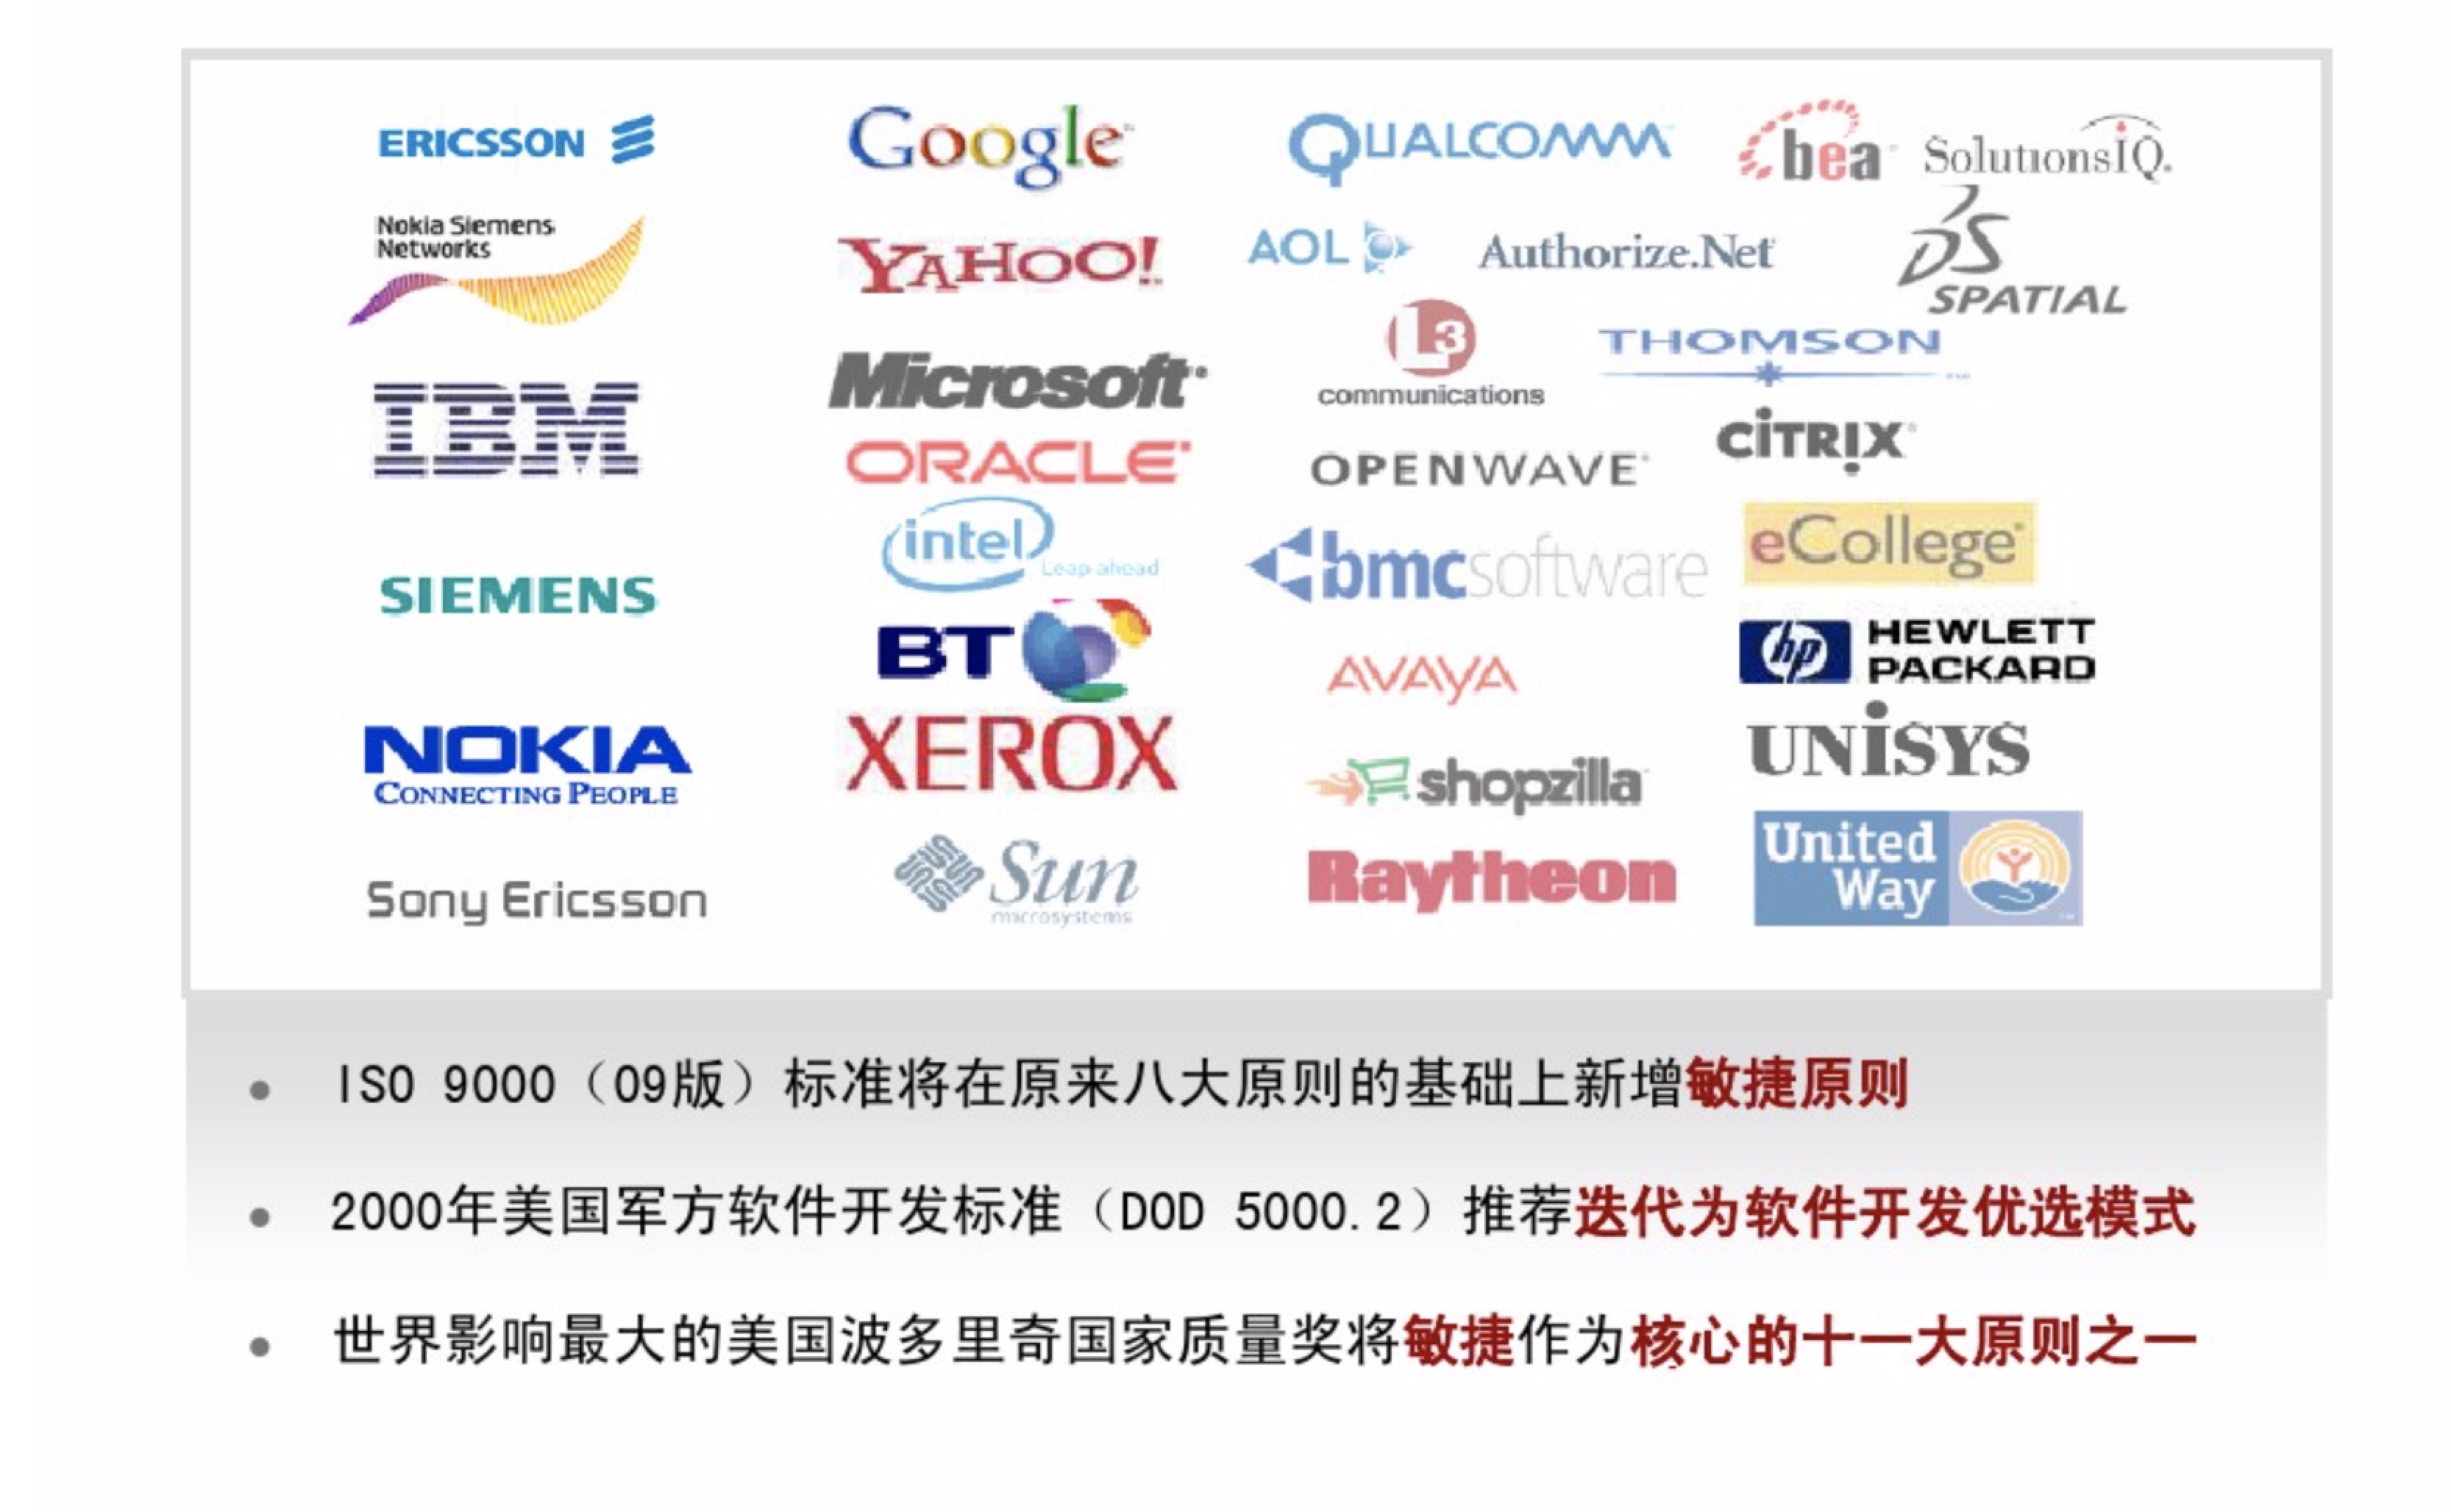 ERICSSON
Nokia Siemens
Networks
IBM
SIEMENS
NOKIA
CONNECTING PEOPLE
Sony Ericsson
Google
YAHOO!
Microsoft
ORACLE
intel
Leap ahead
BT
XEROX
Sun
microsystems
QUALCOMM
bea
SolutionsIQ
AOL
Authorize.Net
DS
SPATIAL
L3
communications
THOMSON
OPENWAVE
CITRIX
bmcsoftware
eCollege
AVAYA
hp HEWLETT
PACKARD
shopzilla
UNISYS
Raytheon
United
Way
• ISO 9000（09版）标准将在原来八大原则的基础上新增敏捷原则
• 2000年美国军方软件开发标准（DOD 5000.2）推荐迭代为软件开发优选模式
• 世界影响最大的美国波多里奇国家质量奖将敏捷作为核心的十一大原则之一